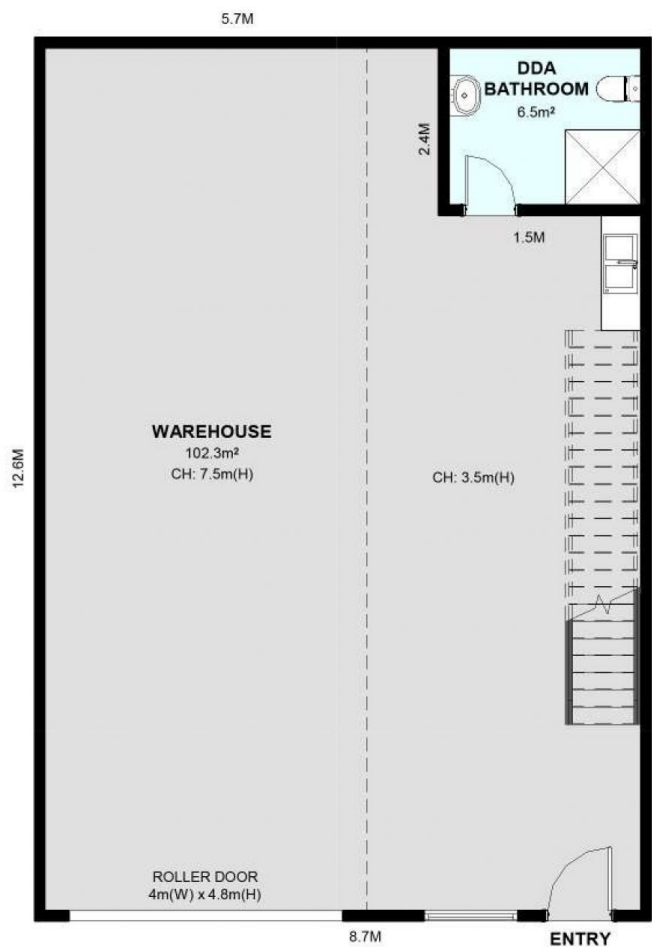 5.7M
DDA
BATHROOM
6.5m²
2.4M
1.5M
WAREHOUSE
102.3m²
CH: 7.5m(H)
CH: 3.5m(H)
12.6M
ROLLER DOOR
4m(W) x 4.8m(H)
8.7M
ENTRY